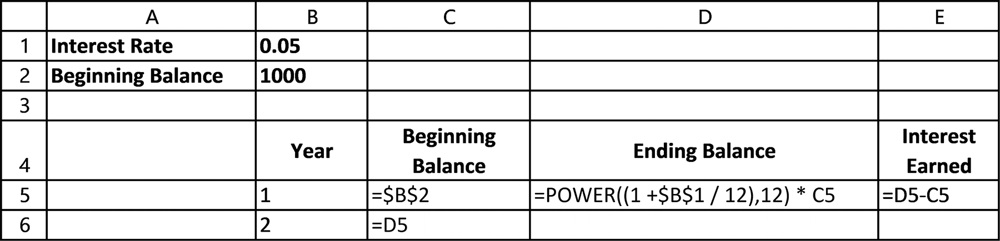 A B C D E
1 Interest Rate 0.05
2 Beginning Balance 1000
3
4 Year Beginning Balance Ending Balance Interest Earned
5 1 =$B$2 =POWER((1 +$B$1 / 12),12) * C5 =D5-C5
6 2 =D5